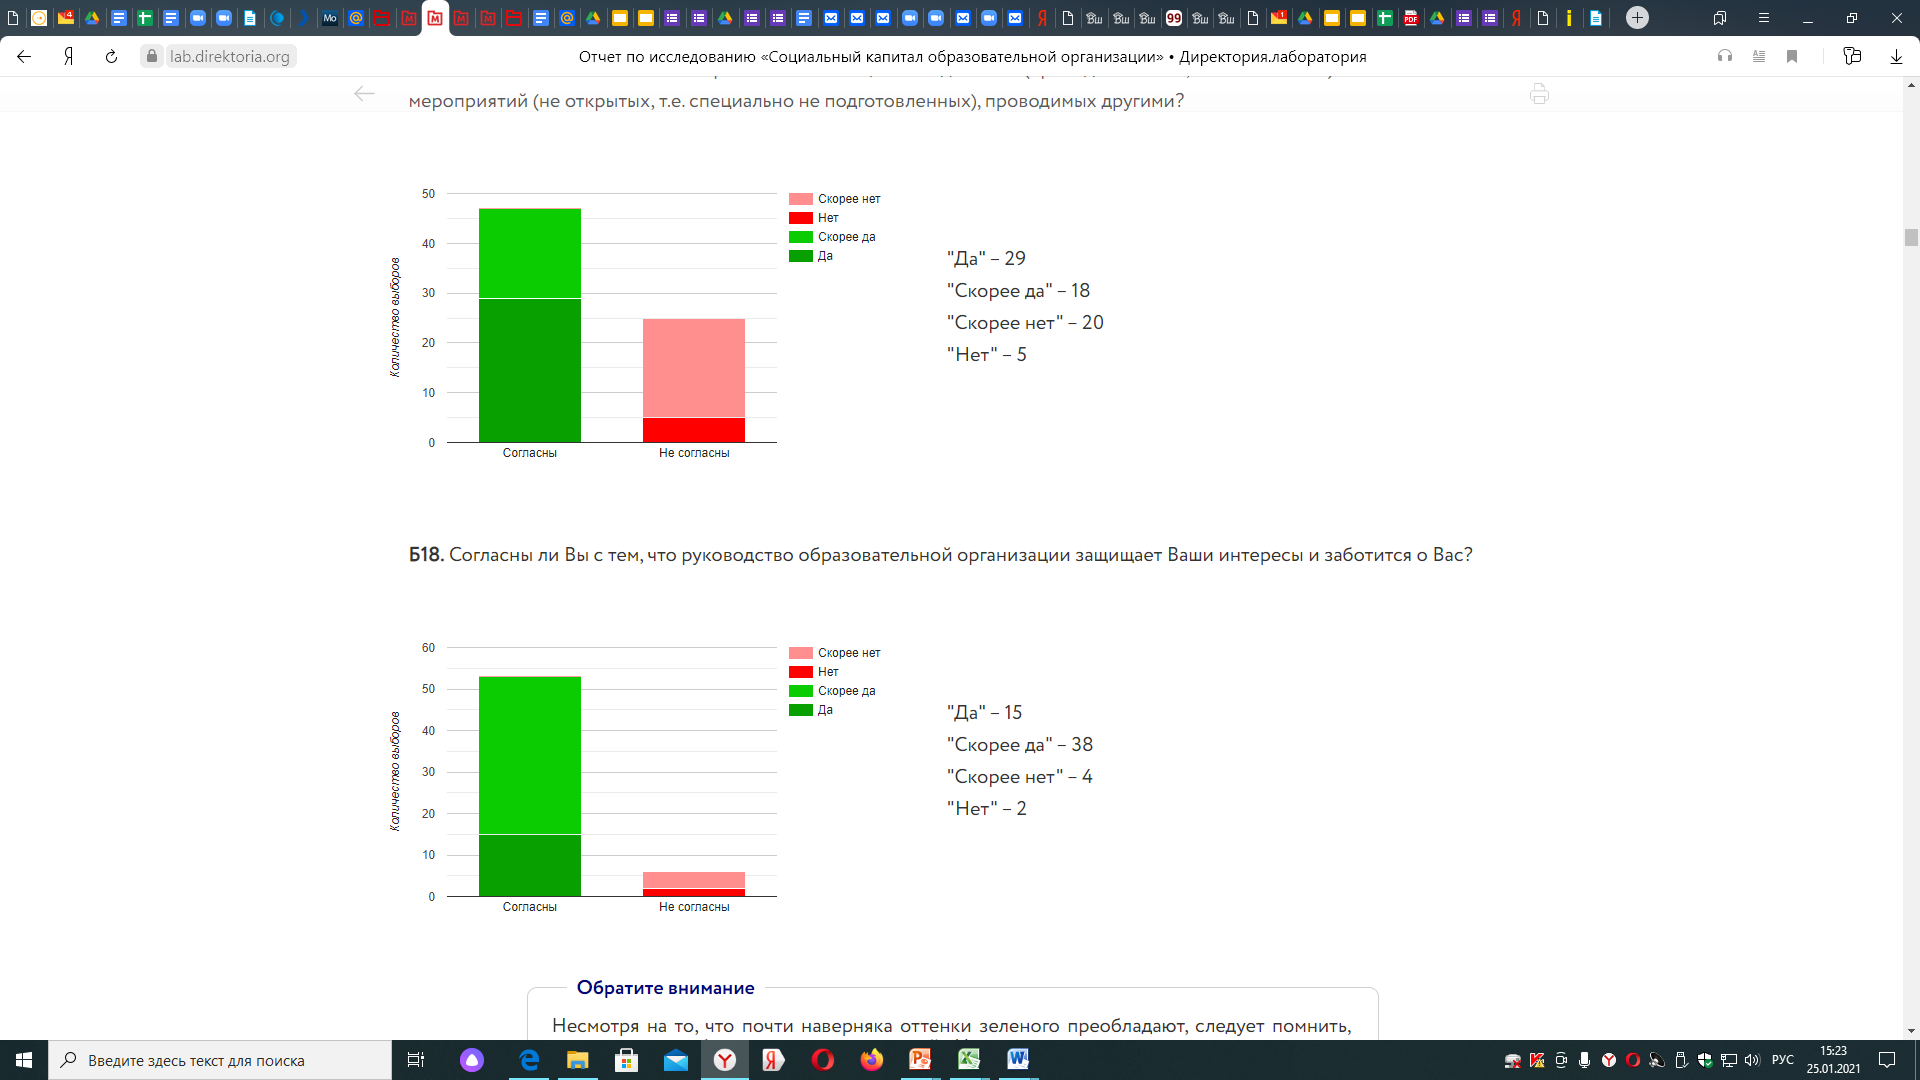 lab.direktoria.org
Отчет по исследованию «Социальный капитал образовательной организации» • Директория.лаборатория
мероприятий (не открытых, т.е. специально не подготовленных), проводимых другими?
Количество выборов
50
40
30
20
10
0
Согласны
Не согласны
Скорее нет
Нет
Скорее да
Да
"Да" – 29
"Скорее да" – 18
"Скорее нет" – 20
"Нет" – 5
Б18. Согласны ли Вы с тем, что руководство образовательной организации защищает Ваши интересы и заботится о Вас?
Количество выборов
60
50
40
30
20
10
0
Согласны
Не согласны
Скорее нет
Нет
Скорее да
Да
"Да" – 15
"Скорее да" – 38
"Скорее нет" – 4
"Нет" – 2
Обратите внимание
Несмотря на то, что почти наверняка оттенки зеленого преобладают, следует помнить,
Введите здесь текст для поиска
РУС
15:23
25.01.2021